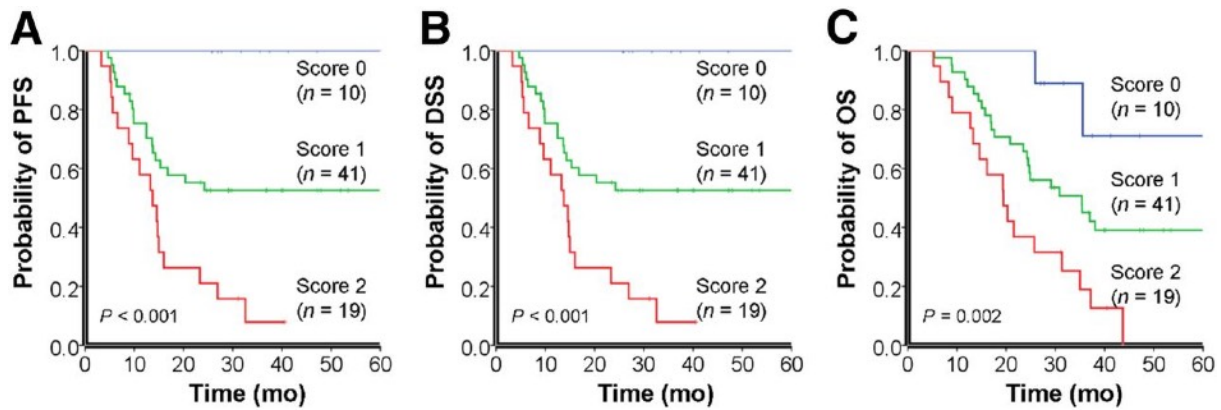 A
Probability of PFS
1.0
0.8
0.6
0.4
0.2
0.0
Score 0
(n = 10)
Score 1
(n = 41)
Score 2
(n = 19)
P < 0.001
0 10 20 30 40 50 60
Time (mo)
B
Probability of DSS
1.0
0.8
0.6
0.4
0.2
0.0
Score 0
(n = 10)
Score 1
(n = 41)
Score 2
(n = 19)
P < 0.001
0 10 20 30 40 50 60
Time (mo)
C
Probability of OS
1.0
0.8
0.6
0.4
0.2
0.0
Score 0
(n = 10)
Score 1
(n = 41)
Score 2
(n = 19)
P = 0.002
0 10 20 30 40 50 60
Time (mo)